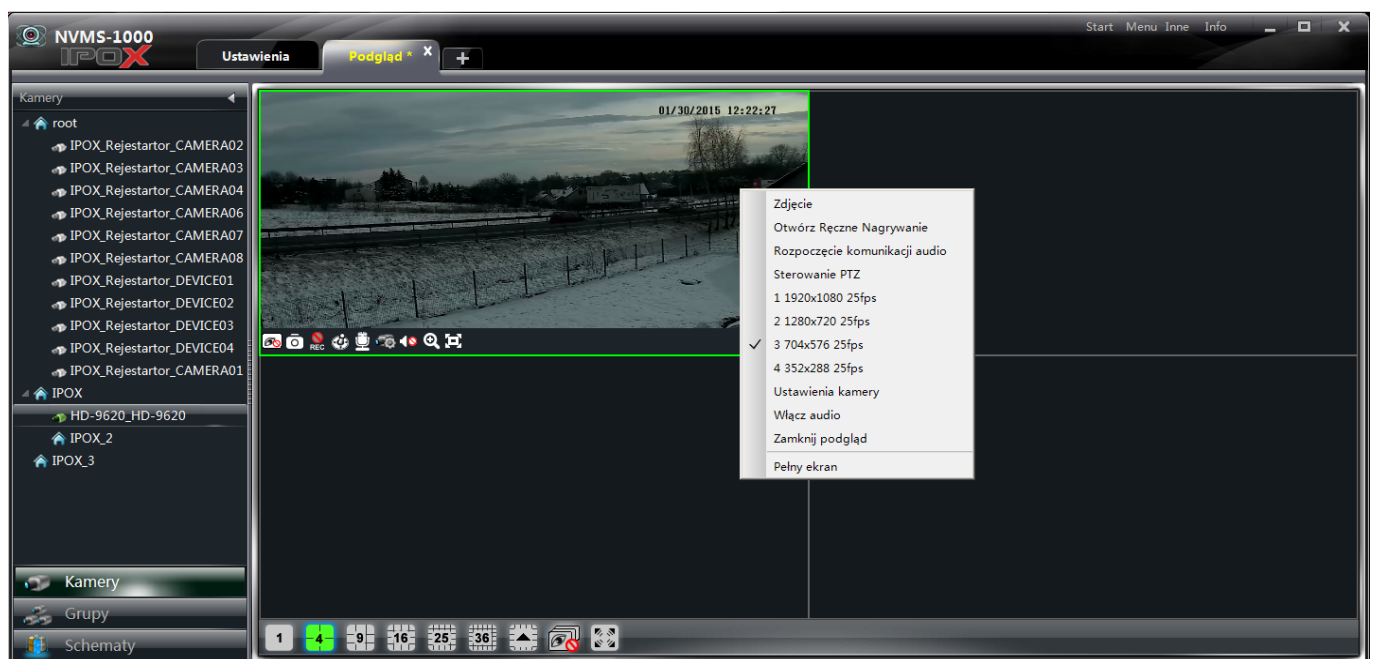 NVMS-1000
IPOX
Ustawienia
Podgląd *
X
+
Start Menu Inne Info
Kamery
root
IPOX_Rejestartor_CAMERA02
IPOX_Rejestartor_CAMERA03
IPOX_Rejestartor_CAMERA04
IPOX_Rejestartor_CAMERA06
IPOX_Rejestartor_CAMERA07
IPOX_Rejestartor_CAMERA08
IPOX_Rejestartor_DEVICE01
IPOX_Rejestartor_DEVICE02
IPOX_Rejestartor_DEVICE03
IPOX_Rejestartor_DEVICE04
IPOX_Rejestartor_CAMERA01
IPOX
HD-9620_HD-9620
IPOX_2
IPOX_3
Kamery
Grupy
Schematy
01/30/2015 12:22:27
REC
Zdjęcie
Otwórz Ręczne Nagrywanie
Rozpoczęcie komunikacji audio
Sterowanie PTZ
1 1920x1080 25fps
2 1280x720 25fps
3 704x576 25fps
4 352x288 25fps
Ustawienia kamery
Włącz audio
Zamknij podgląd
Pełny ekran
1 4 9 16 25 36